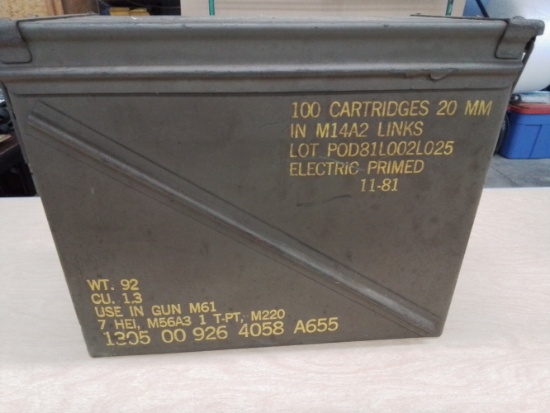 100 CARTRIDGES 20 MM
IN M14A2 LINKS
LOT POD81L002L025
ELECTRIC PRIMED
11-81
WT. 92
CU. 1.3
USE IN GUN M61
7 HEI, M56A3 1 T-PT, M220
1305 00 926 4058 A655